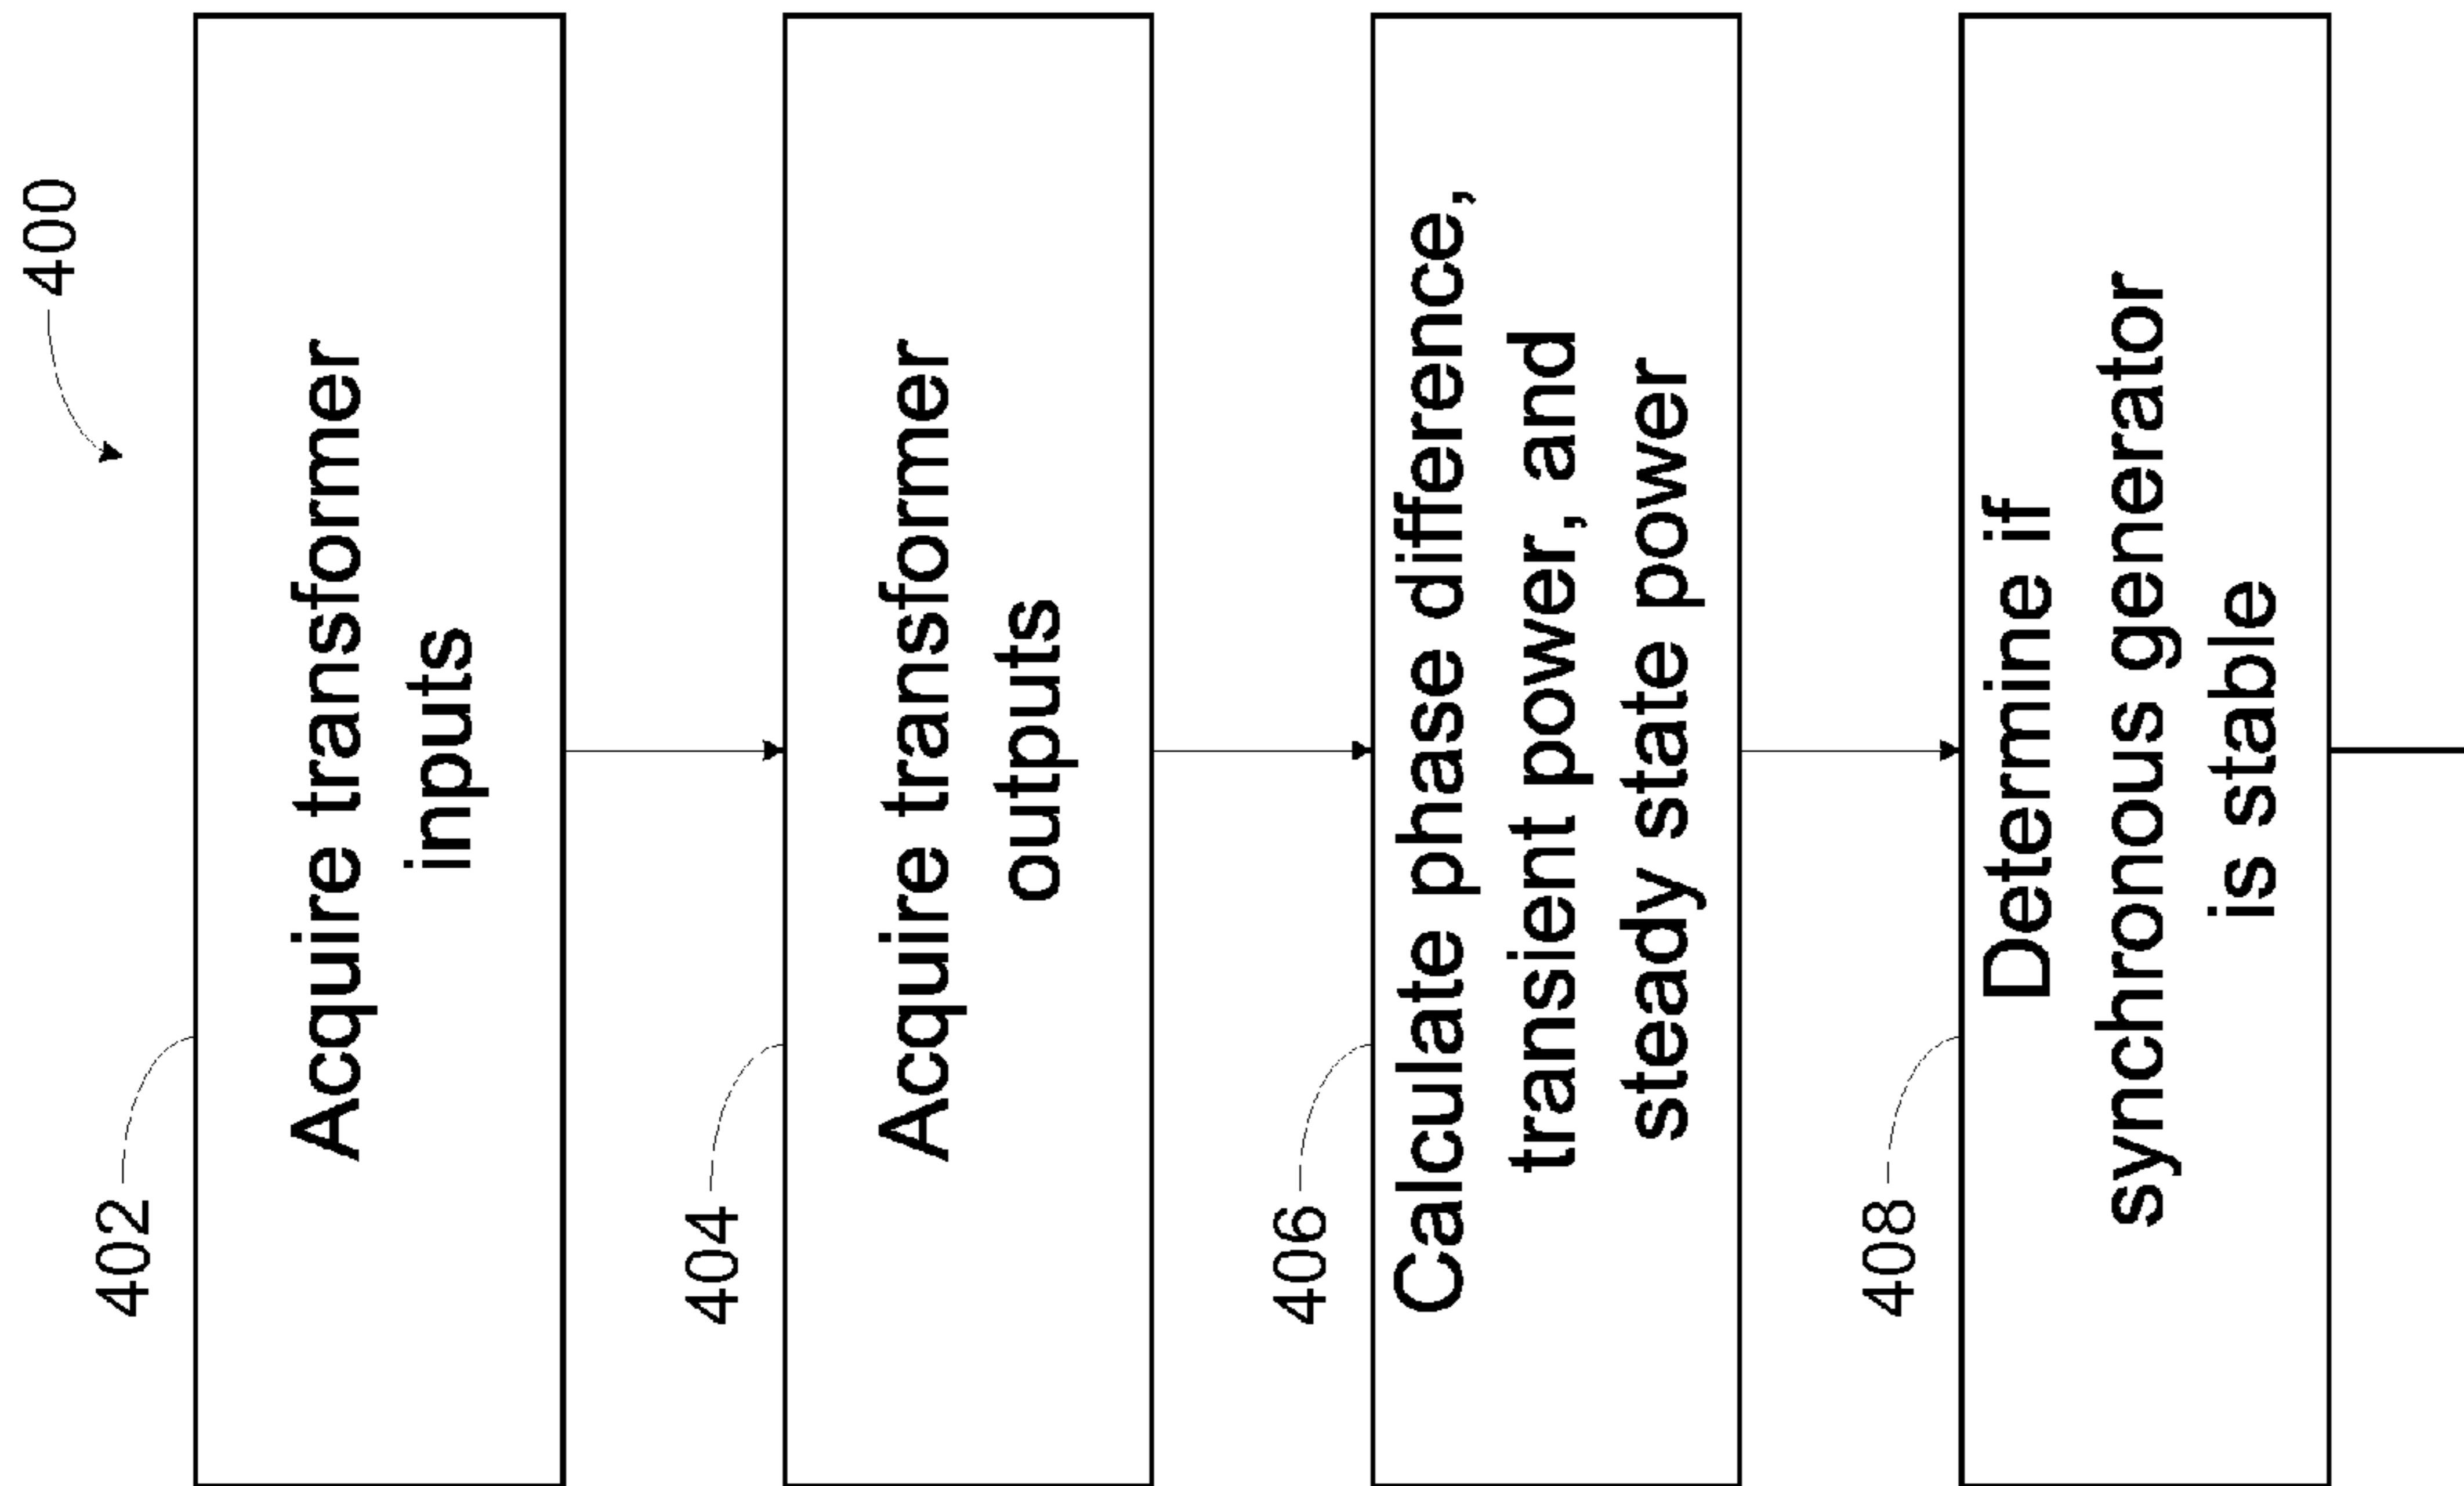 400
402
Acquire transformer
inputs
404
Acquire transformer
outputs
406
Calculate phase difference,
transient power, and
steady state power
408
Determine if
synchronous generator
is stable